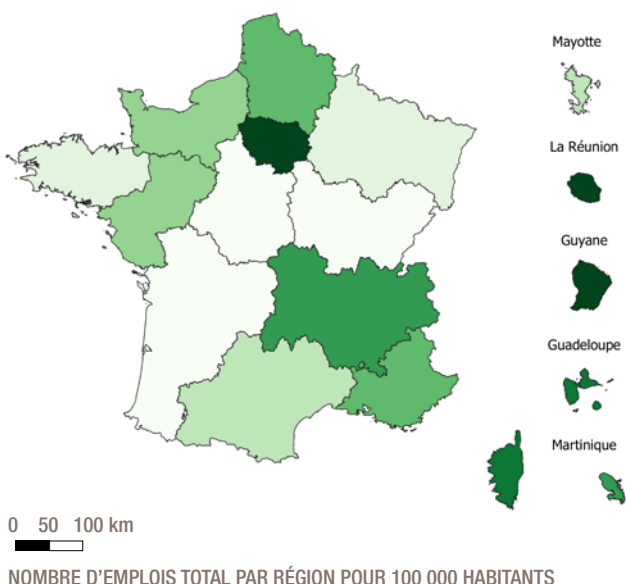 Mayotte
La Réunion
Guyane
Guadeloupe
Martinique
0 50 100 km
NOMBRE D'EMPLOIS TOTAL PAR RÉGION POUR 100 000 HABITANTS